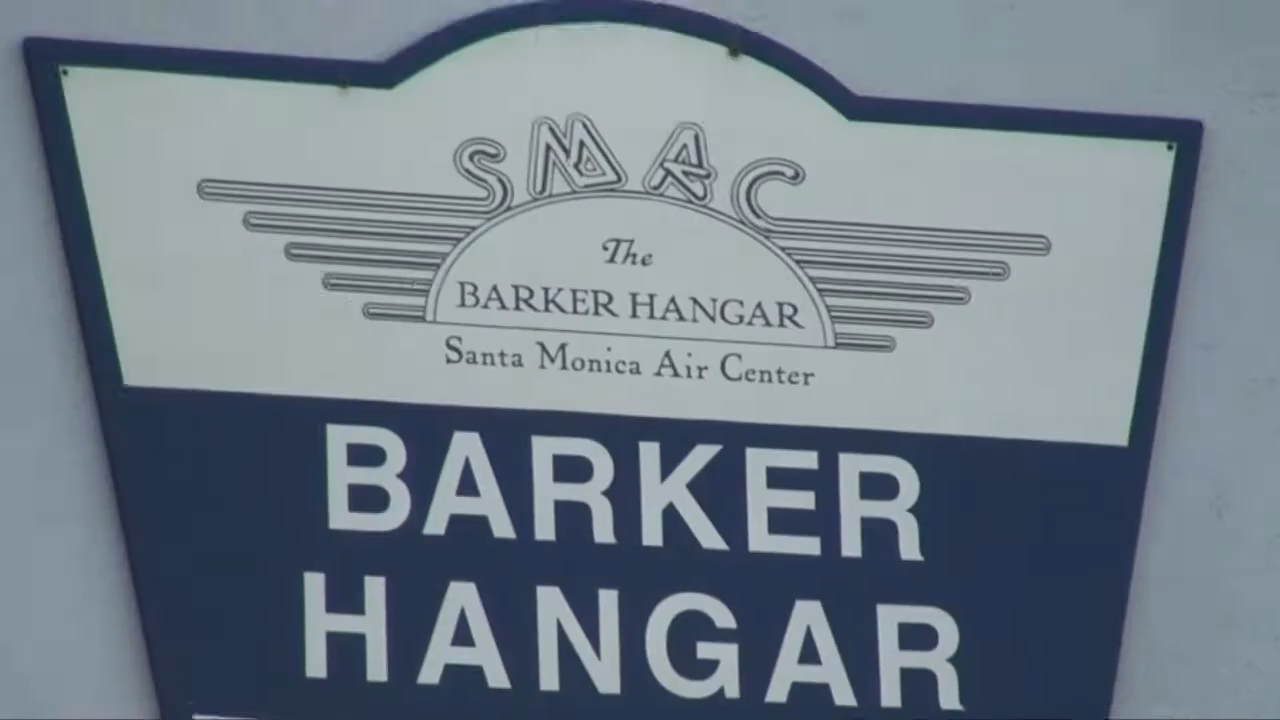 SMAC
The
BARKER HANGAR
Santa Monica Air Center
BARKER
HANGAR